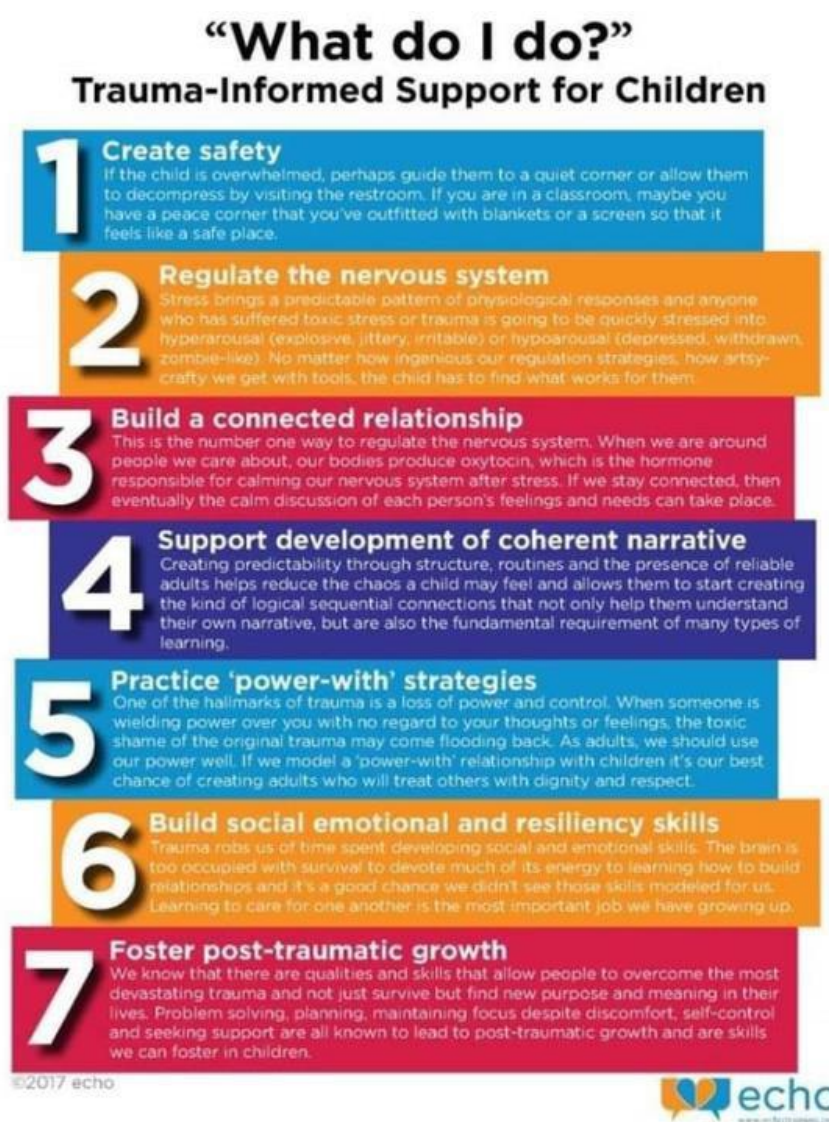 “What do I do?”
Trauma-Informed Support for Children
1
Create safety
If the child is overwhelmed, perhaps guide them to a quiet corner or allow them
to decompress by visiting the restroom. If you are in a classroom, maybe you
have a peace corner that you’ve outfitted with blankets or a screen so that it
feels like a safe place.
2
Regulate the nervous system
Stress brings a predictable pattern of physiological responses and anyone
who has suffered toxic stress or trauma is going to be quickly stressed into
hyperarousal (explosive, jittery, irritable) or hypoarousal (depressed, withdrawn,
zombie-like). No matter how ingenious our regulation strategies, how artsy-
crafty we get with tools, the child has to find what works for them.
3
Build a connected relationship
This is the number one way to regulate the nervous system. When we are around
people we care about, our bodies produce oxytocin, which is the hormone
responsible for calming our nervous system after stress. If we stay connected, then
eventually the calm discussion of each person’s feelings and needs can take place.
4
Support development of coherent narrative
Creating predictability through structure, routines and the presence of reliable
adults helps reduce the chaos a child may feel and allows them to start creating
the kind of logical sequential connections that not only help them understand
their own narrative, but are also the fundamental requirement of many types of
learning.
5
Practice ‘power-with’ strategies
One of the hallmarks of trauma is a loss of power and control. When someone is
wielding power over you with no regard to your thoughts or feelings, the toxic
shame of the original trauma may come flooding back. As adults, we should use
our power well. If we model a ‘power-with’ relationship with children it’s our best
chance of creating adults who will treat others with dignity and respect.
6
Build social emotional and resiliency skills
Trauma robs us of time spent developing social and emotional skills. The brain is
too occupied with survival to devote much of its energy to learning how to build
relationships and it’s a good chance we didn’t see those skills modeled for us.
Learning to care for one another is the most important job we have growing up.
7
Foster post-traumatic growth
We know that there are qualities and skills that allow people to overcome the most
devastating trauma and not just survive but find new purpose and meaning in their
lives. Problem solving, planning, maintaining focus despite discomfort, self-control
and seeking support are all known to lead to post-traumatic growth and are skills
we can foster in children.
©2017 echo
echo